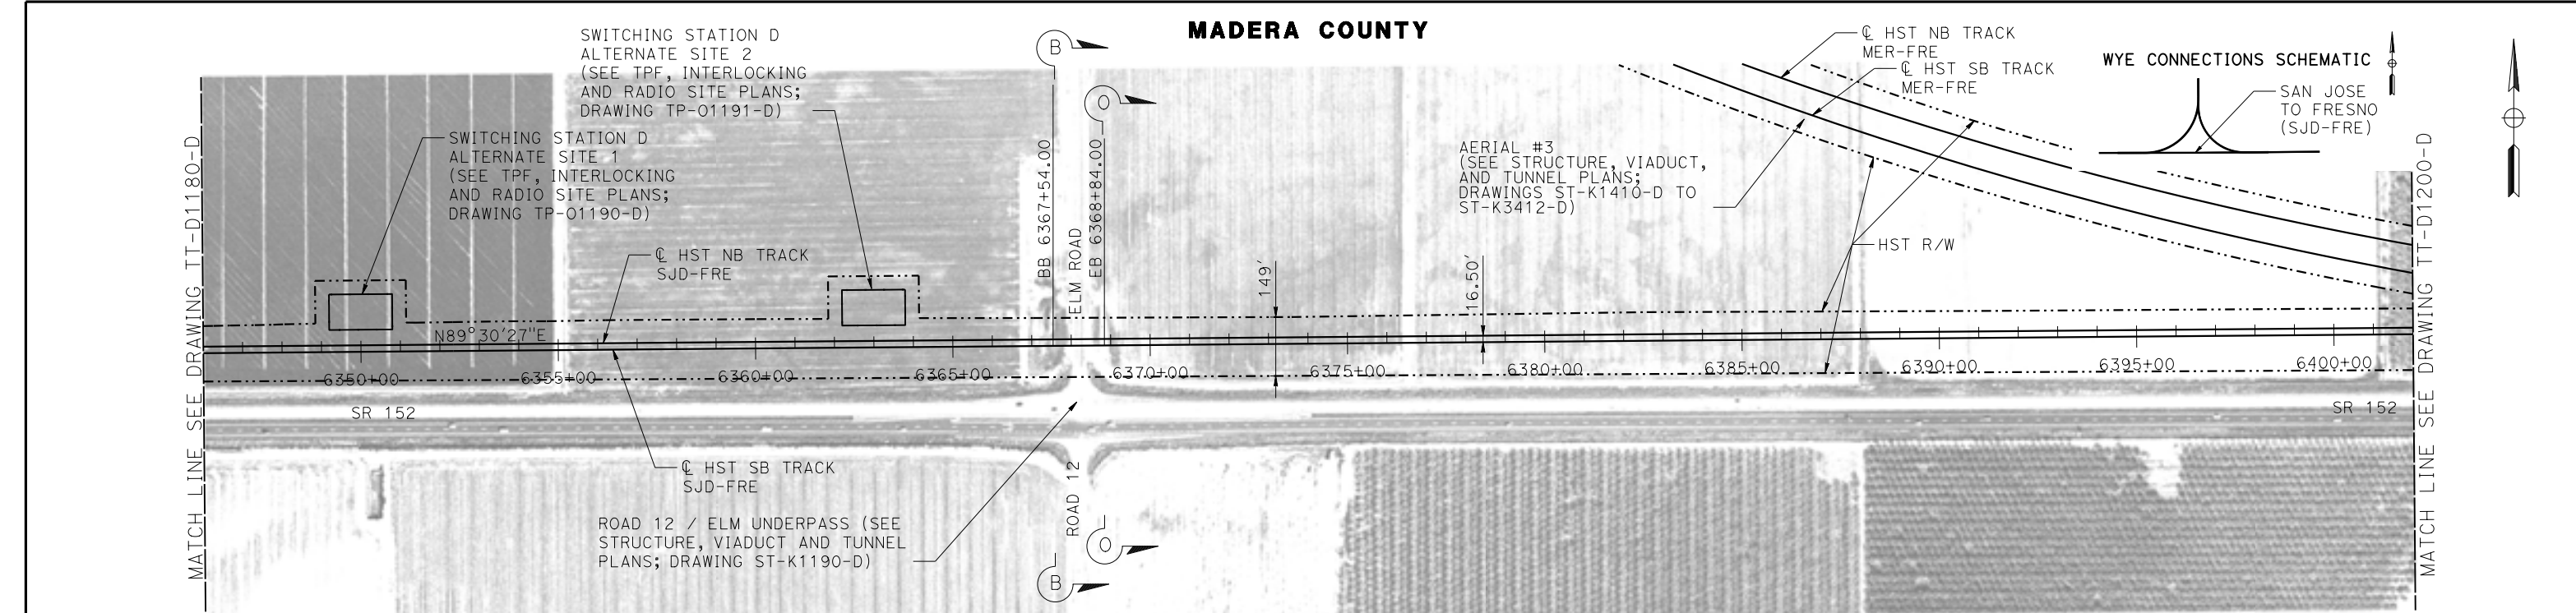 MADERA COUNTY
SWITCHING STATION D
ALTERNATE SITE 2
(SEE TPF, INTERLOCKING
AND RADIO SITE PLANS;
DRAWING TP-01191-D)
SWITCHING STATION D
ALTERNATE SITE 1
(SEE TPF, INTERLOCKING
AND RADIO SITE PLANS;
DRAWING TP-01190-D)
B
O
BB 6367+54.00
ELM ROAD
EB 6368+84.00
℄ HST NB TRACK
MER-FRE
℄ HST SB TRACK
MER-FRE
WYE CONNECTIONS SCHEMATIC
SAN JOSE
TO FRESNO
(SJD-FRE)
AERIAL #3
(SEE STRUCTURE, VIADUCT,
AND TUNNEL PLANS;
DRAWINGS ST-K1410-D TO
ST-K3412-D)
HST R/W
℄ HST NB TRACK
SJD-FRE
149'
16.50'
N89°30'27"E
6350+00
6355+00
6360+00
6365+00
6370+00
6375+00
6380+00
6385+00
6390+00
6395+00
6400+00
SR 152
SR 152
℄ HST SB TRACK
SJD-FRE
ROAD 12
ROAD 12 / ELM UNDERPASS (SEE
STRUCTURE, VIADUCT AND TUNNEL
PLANS; DRAWING ST-K1190-D)
O
B
MATCH LINE SEE DRAWING TT-D1180-D
MATCH LINE SEE DRAWING TT-D1200-D